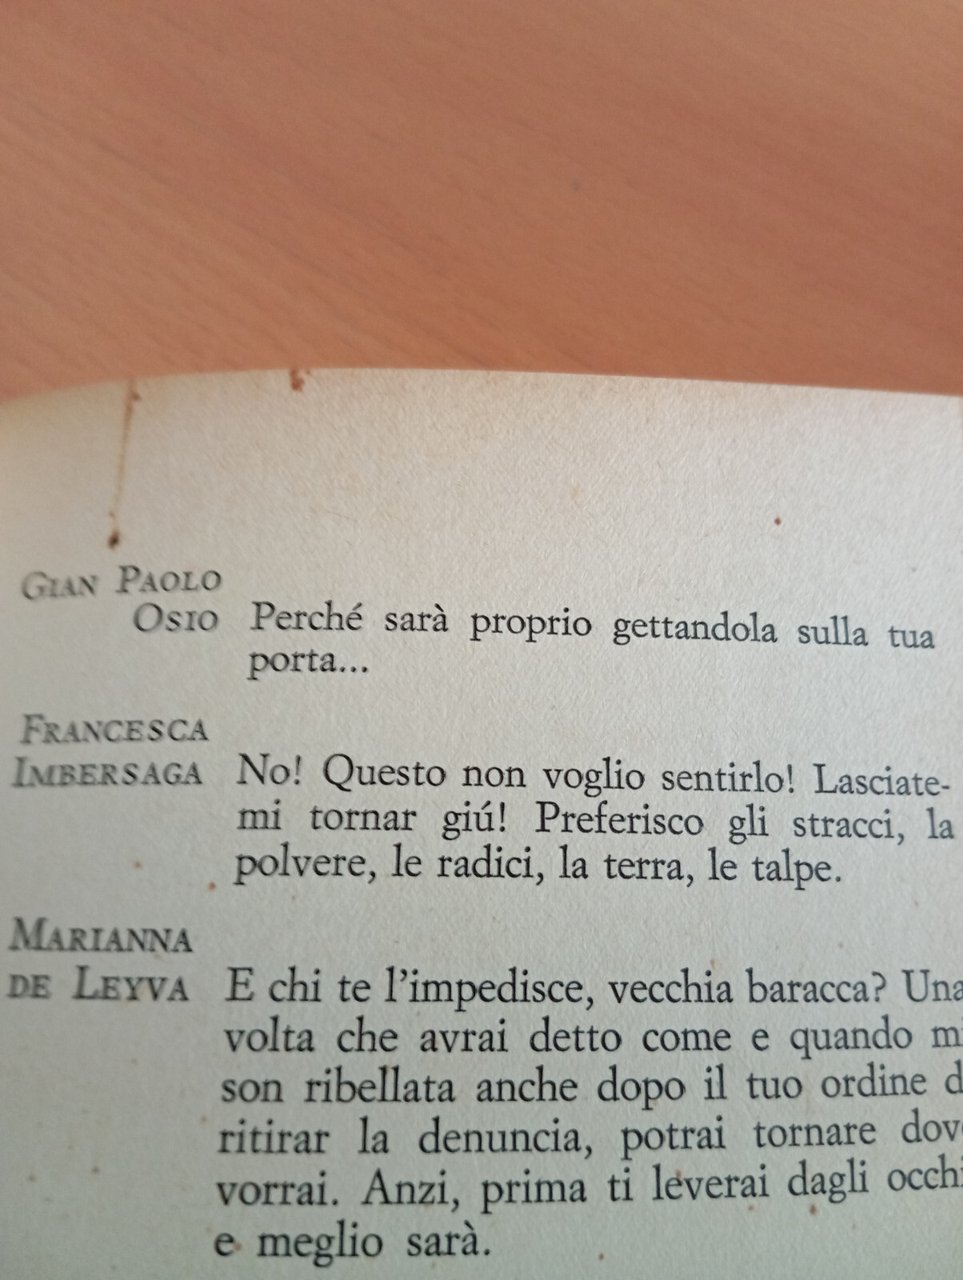 GIAN PAOLO
OSIO Perché sarà proprio gettandola sulla tua
porta...
FRANCESCA
IMBERSAGA No! Questo non voglio sentirlo! Lasciate-
mi tornar giú! Preferisco gli stracci, la
polvere, le radici, la terra, le talpe.
MARIANNA
DE LEYVA E chi te l'impedisce, vecchia baracca? Una
volta che avrai detto come e quando mi
son ribellata anche dopo il tuo ordine d
ritirar la denuncia, potrai tornare dov
vorrai. Anzi, prima ti leverai dagli occhi
e meglio sarà.